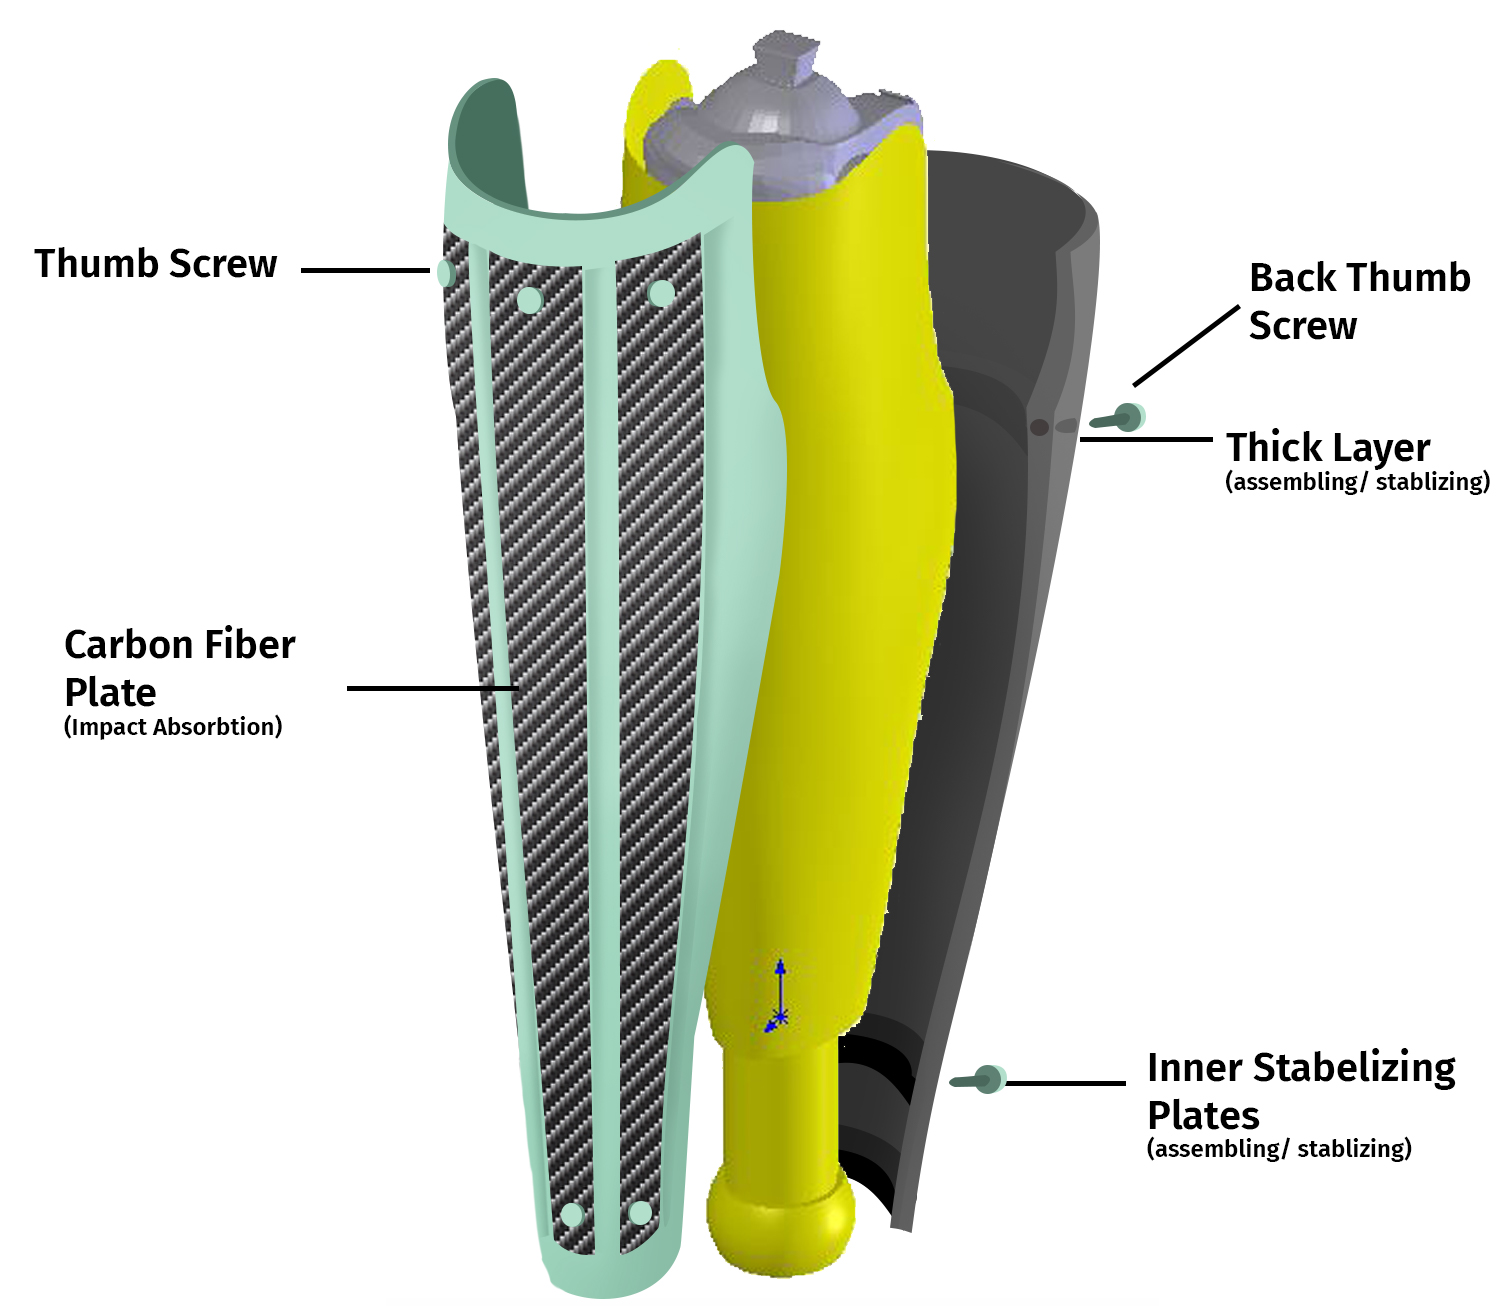 Thumb Screw
Back Thumb
Screw
Thick Layer
(assembling/ stablizing)
Carbon Fiber
Plate
(Impact Absorbtion)
Inner Stabelizing
Plates
(assembling/ stablizing)